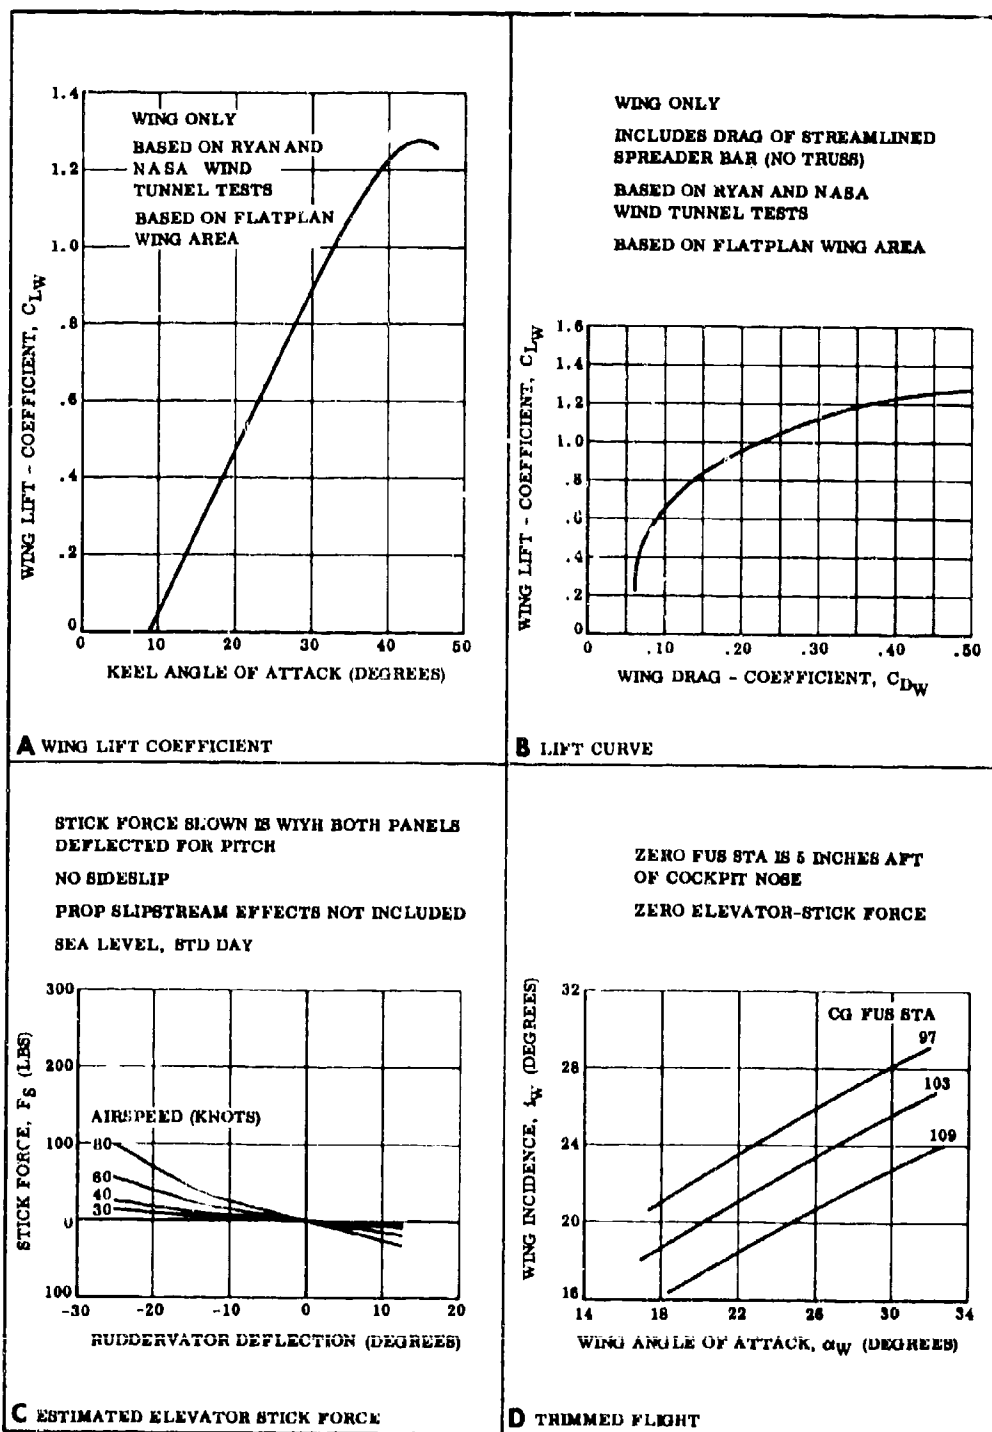 1.4
1.2
1.0
.8
.6
.4
.2
0
WING LIFT - COEFFICIENT, CLW
WING ONLY
BASED ON RYAN AND
NASA WIND
TUNNEL TESTS
BASED ON FLATPLAN
WING AREA
0 10 20 30 40 50
KEEL ANGLE OF ATTACK (DEGREES)
A WING LIFT COEFFICIENT
WING ONLY
INCLUDES DRAG OF STREAMLINED
SPREADER BAR (NO TRUSS)
BASED ON RYAN AND NASA
WIND TUNNEL TESTS
BASED ON FLATPLAN WING AREA
1.6
1.4
1.2
1.0
.8
.6
.4
.2
0
WING LIFT - COEFFICIENT, CLW
0 .10 .20 .30 .40 .50
WING DRAG - COEFFICIENT, CDW
B LIFT CURVE
STICK FORCE SHOWN IS WIYH BOTH PANELS
DEFLECTED FOR PITCH
NO SIDESLIP
PROP SLIPSTREAM EFFECTS NOT INCLUDED
SEA LEVEL, STD DAY
300
200
100
0
100
STICK FORCE, FS (LBS)
AIRSPEED (KNOTS)
80
60
40
30
-30 -20 -10 0 10 20
RUDDERVATOR DEFLECTION (DEGREES)
C ESTIMATED ELEVATOR STICK FORCE
ZERO FUS STA IS 5 INCHES AFT
OF COCKPIT NOSE
ZERO ELEVATOR-STICK FORCE
32
28
24
20
16
WING INCIDENCE, iW (DEGREES)
CG FUS STA
97
103
109
14 18 22 26 30 34
WING ANGLE OF ATTACK, αW (DEGREES)
D TRIMMED FLIGHT